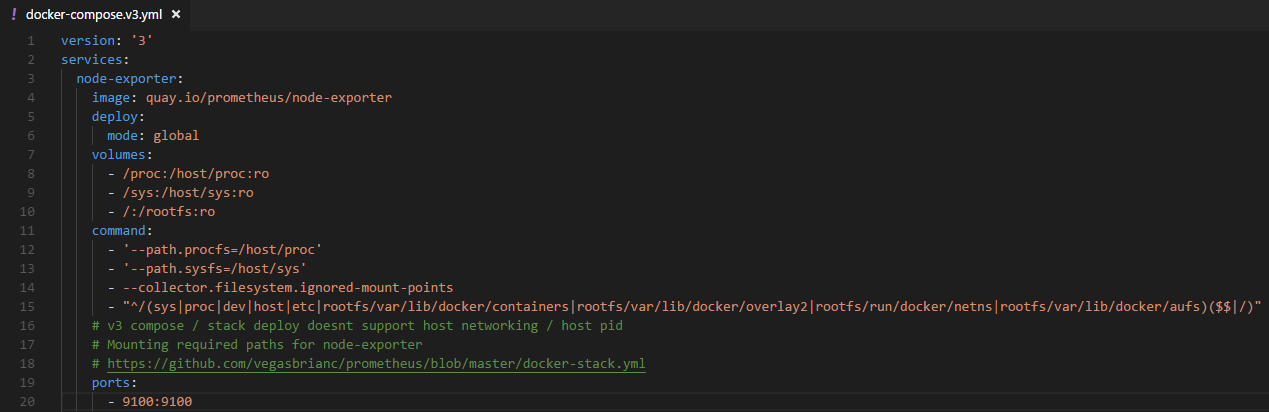 ! docker-compose.v3.yml ×
1 version: '3'
2 services:
3   node-exporter:
4     image: quay.io/prometheus/node-exporter
5     deploy:
6       mode: global
7     volumes:
8       - /proc:/host/proc:ro
9       - /sys:/host/sys:ro
10       - /:/rootfs:ro
11     command:
12       - '--path.procfs=/host/proc'
13       - '--path.sysfs=/host/sys'
14       - --collector.filesystem.ignored-mount-points
15       - "^/(sys|proc|dev|host|etc|rootfs/var/lib/docker/containers|rootfs/var/lib/docker/overlay2|rootfs/run/docker/netns|rootfs/var/lib/docker/aufs)($$|/)"
16     # v3 compose / stack deploy doesnt support host networking / host pid
17     # Mounting required paths for node-exporter
18     # https://github.com/vegasbrianc/prometheus/blob/master/docker-stack.yml
19     ports:
20       - 9100:9100